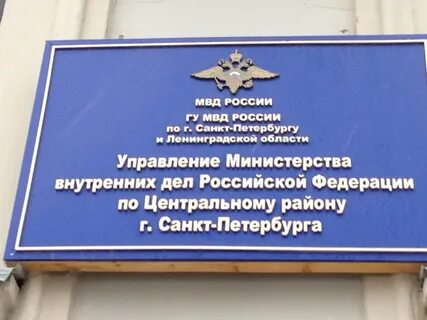 МВД РОССИИ
ГУ МВД РОССИИ
по г. Санкт-Петербургу
и Ленинградской области
Управление Министерства
внутренних дел Российской Федерации
по Центральному району
г. Санкт-Петербурга